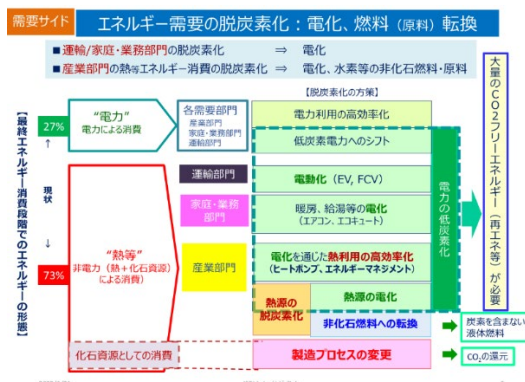 需要サイド
エネルギー需要の脱炭素化：電化、燃料（原料）転換
■運輸/家庭・業務部門の脱炭素化 ⇒ 電化
■産業部門の熱等エネルギー消費の脱炭素化 ⇒ 電化、水素等の非化石燃料・原料
【最終エネルギー消費段階でのエネルギーの形態】
27%
↑
現状
↓
73%
“電力”
電力による消費
各需要部門
産業部門
家庭・業務部門
運輸部門
“熱等”
非電力（熱＋化石資源）
による消費）
運輸部門
家庭・業務
部門
産業部門
化石資源としての消費
【脱炭素化の方策】
電力利用の高効率化
低炭素電力へのシフト
電動化（EV, FCV）
暖房、給湯等の電化
（エアコン、エコキュート）
電化を通じた熱利用の高効率化
（ヒートポンプ、エネルギーマネジメント）
熱源の
脱炭素化
熱源の電化
非化石燃料への転換
製造プロセスの変更
電力の低炭素化
大量のCO2フリーエネルギー（再エネ等）が必要
炭素を含まない
液体燃料
CO₂の還元